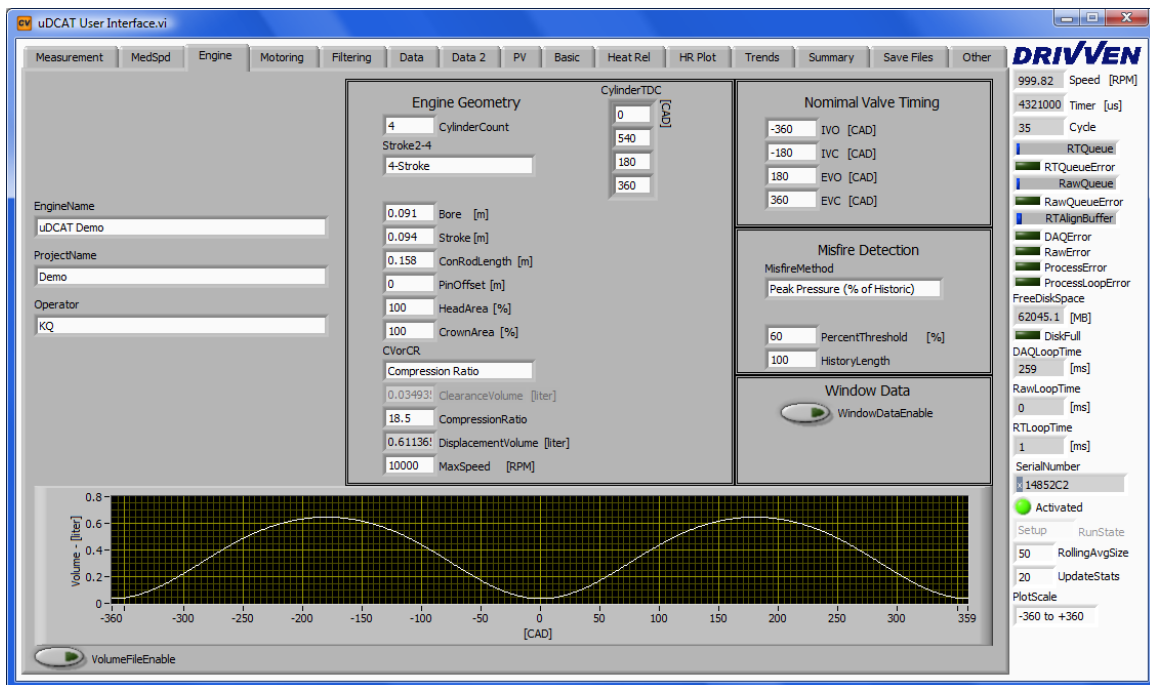 uDCAT User Interface.vi
Measurement MedSpd Engine Motoring Filtering Data Data 2 PV Basic Heat Rel HR Plot Trends Summary Save Files Other
DRIVVEN
EngineName
uDCAT Demo
ProjectName
Demo
Operator
KQ
Engine Geometry
4 CylinderCount
Stroke2-4
4-Stroke
CylinderTDC
[CAD]
0
540
180
360
0.091 Bore [m]
0.094 Stroke [m]
0.158 ConRodLength [m]
0 PinOffset [m]
100 HeadArea [%]
100 CrownArea [%]
CVorCR
Compression Ratio
0.03493 ClearanceVolume [liter]
18.5 CompressionRatio
0.61136 DisplacementVolume [liter]
10000 MaxSpeed [RPM]
Nomimal Valve Timing
-360 IVO [CAD]
-180 IVC [CAD]
180 EVO [CAD]
360 EVC [CAD]
Misfire Detection
MisfireMethod
Peak Pressure (% of Historic)
60 PercentThreshold [%]
100 HistoryLength
Window Data
WindowDataEnable
Volume - [liter]
0.8
0.6
0.4
0.2
0
-360 -300 -250 -200 -150 -100 -50 0 50 100 150 200 250 300 359
[CAD]
VolumeFileEnable
999.82 Speed [RPM]
4321000 Timer [us]
35 Cycle
RTQueue
RTQueueError
RawQueue
RawQueueError
RTAlignBuffer
DAQError
RawError
ProcessError
ProcessLoopError
FreeDiskSpace
62045.1 [MB]
DiskFull
DAQLoopTime
259 [ms]
RawLoopTime
0 [ms]
RTLoopTime
1 [ms]
SerialNumber
x 14852C2
Activated
Setup RunState
50 RollingAvgSize
20 UpdateStats
PlotScale
-360 to +360